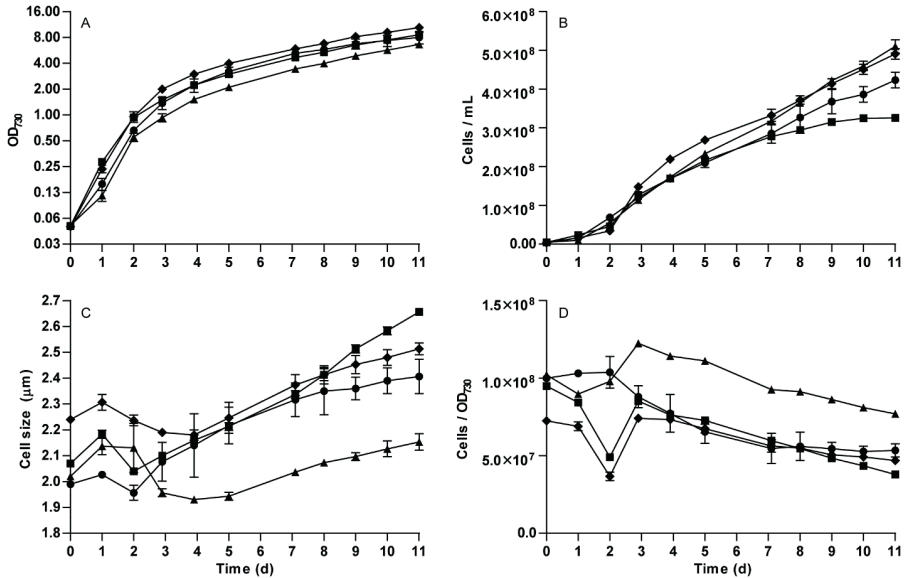 A
OD730
16.00
8.00
4.00
2.00
1.00
0.50
0.25
0.13
0.06
0.03
0 1 2 3 4 5 6 7 8 9 10 11
B
Cells / mL
6.0×10⁸
5.0×10⁸
4.0×10⁸
3.0×10⁸
2.0×10⁸
1.0×10⁸
0.00
0 1 2 3 4 5 6 7 8 9 10 11
C
Cell size (μm)
2.7
2.6
2.5
2.4
2.3
2.2
2.1
2.0
1.9
1.8
0 1 2 3 4 5 6 7 8 9 10 11
Time (d)
D
Cells / OD730
1.5×10⁸
1.0×10⁸
5.0×10⁷
0.0
0 1 2 3 4 5 6 7 8 9 10 11
Time (d)